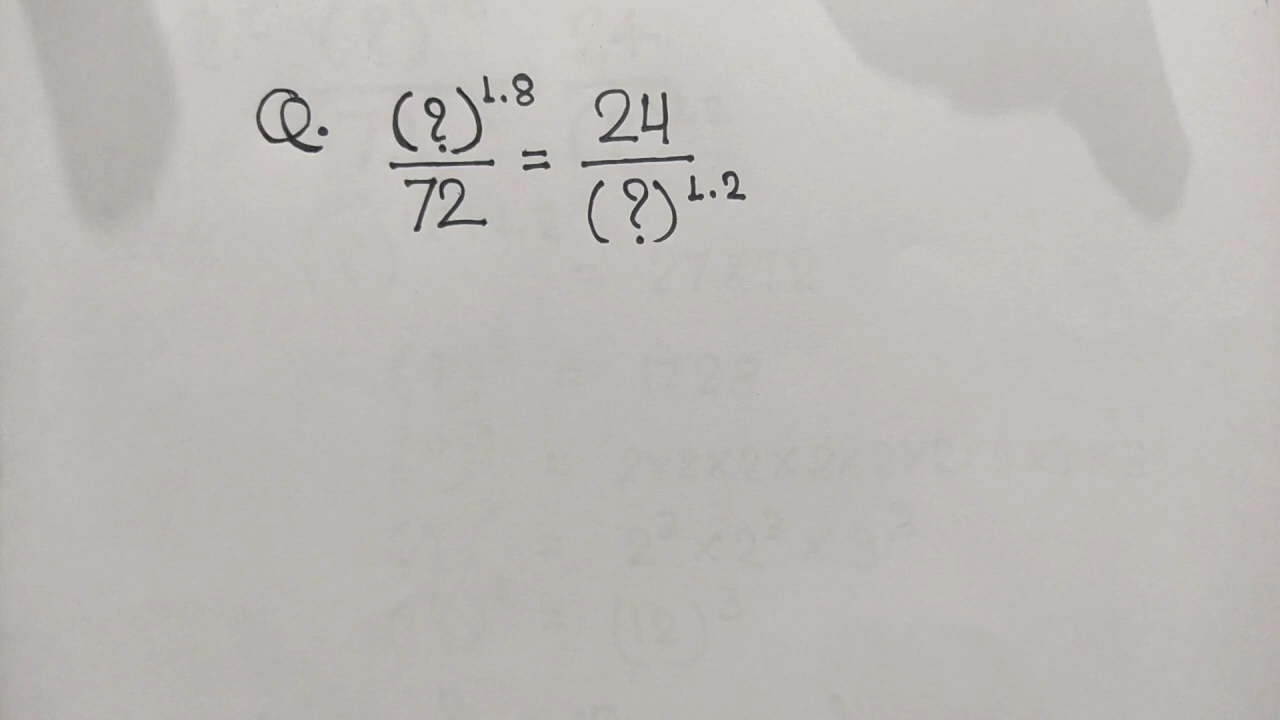 Q. (?)^1.8 / 72 = 24 / (?)^1.2